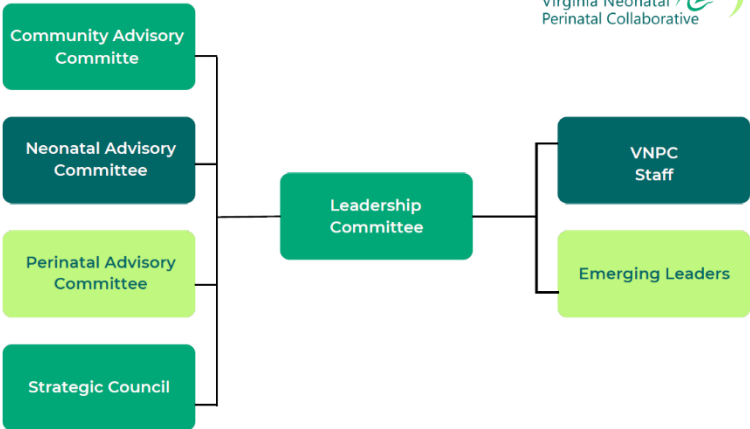 Virginia Neonatal
Perinatal Collaborative
Community Advisory
Committe
Neonatal Advisory
Committee
Perinatal Advisory
Committee
Strategic Council
Leadership
Committee
VNPC
Staff
Emerging Leaders